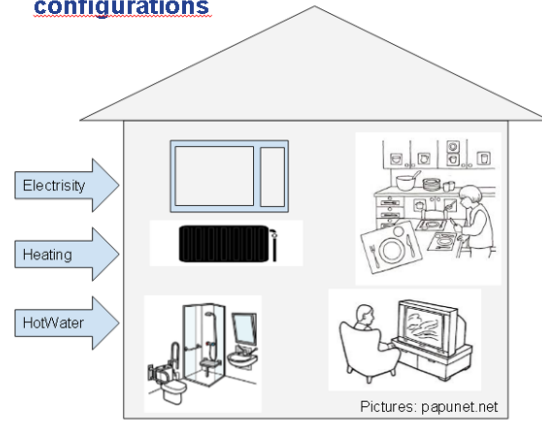 configurations
Electrisity
Heating
HotWater
Pictures: papunet.net